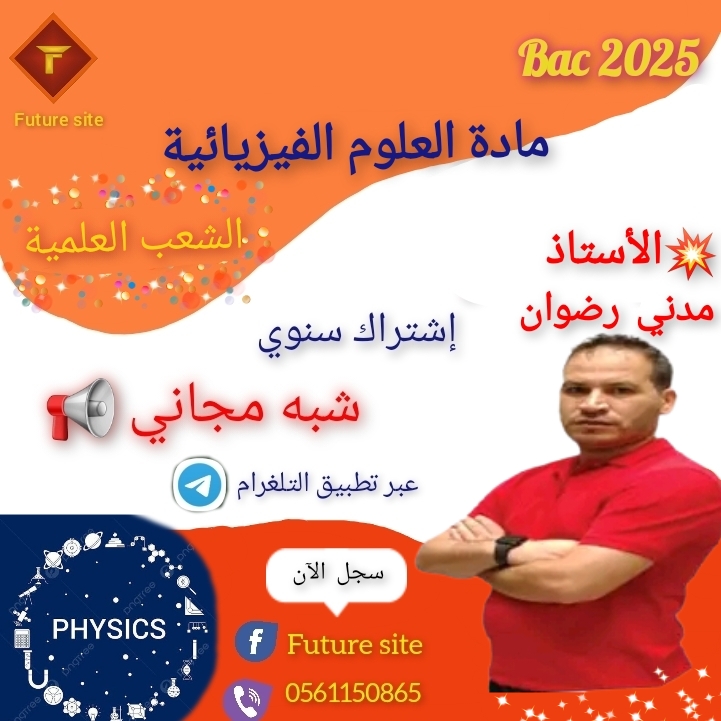 Bac 2025
Future site
مادة العلوم الفيزيائية
الشعب العلمية
الأستاذ
مدني رضوان
إشتراك سنوي
شبه مجاني
عبر تطبيق التلغرام
سجل الآن
PHYSICS
Future site
0561150865